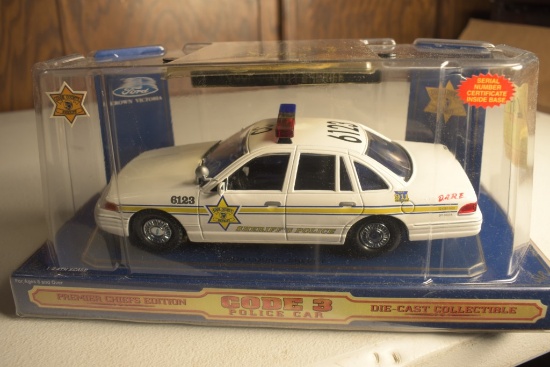 Ford
CROWN VICTORIA
SERIAL
NUMBER
CERTIFICATE
INSIDE BASE
6123
6123
SHERIFF'S POLICE
D.A.R.E.
PREMIER CHIEFS EDITION
CODE 3
POLICE CAR
DIE-CAST COLLECTIBLE